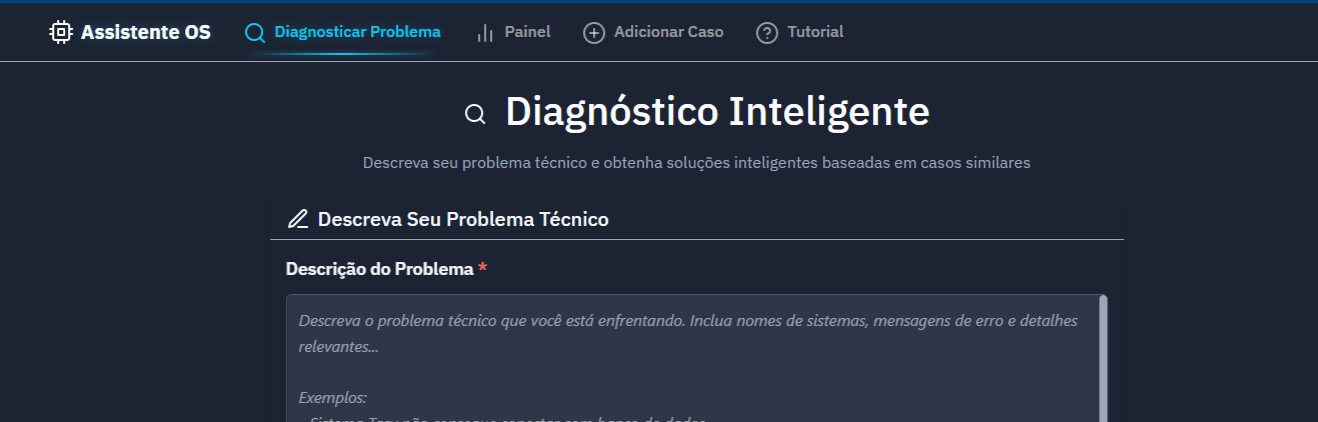 Assistente OS
Diagnosticar Problema
Painel
Adicionar Caso
Tutorial
Diagnóstico Inteligente
Descreva seu problema técnico e obtenha soluções inteligentes baseadas em casos similares
Descreva Seu Problema Técnico
Descrição do Problema *
Descreva o problema técnico que você está enfrentando. Inclua nomes de sistemas, mensagens de erro e detalhes
relevantes...
Exemplos: